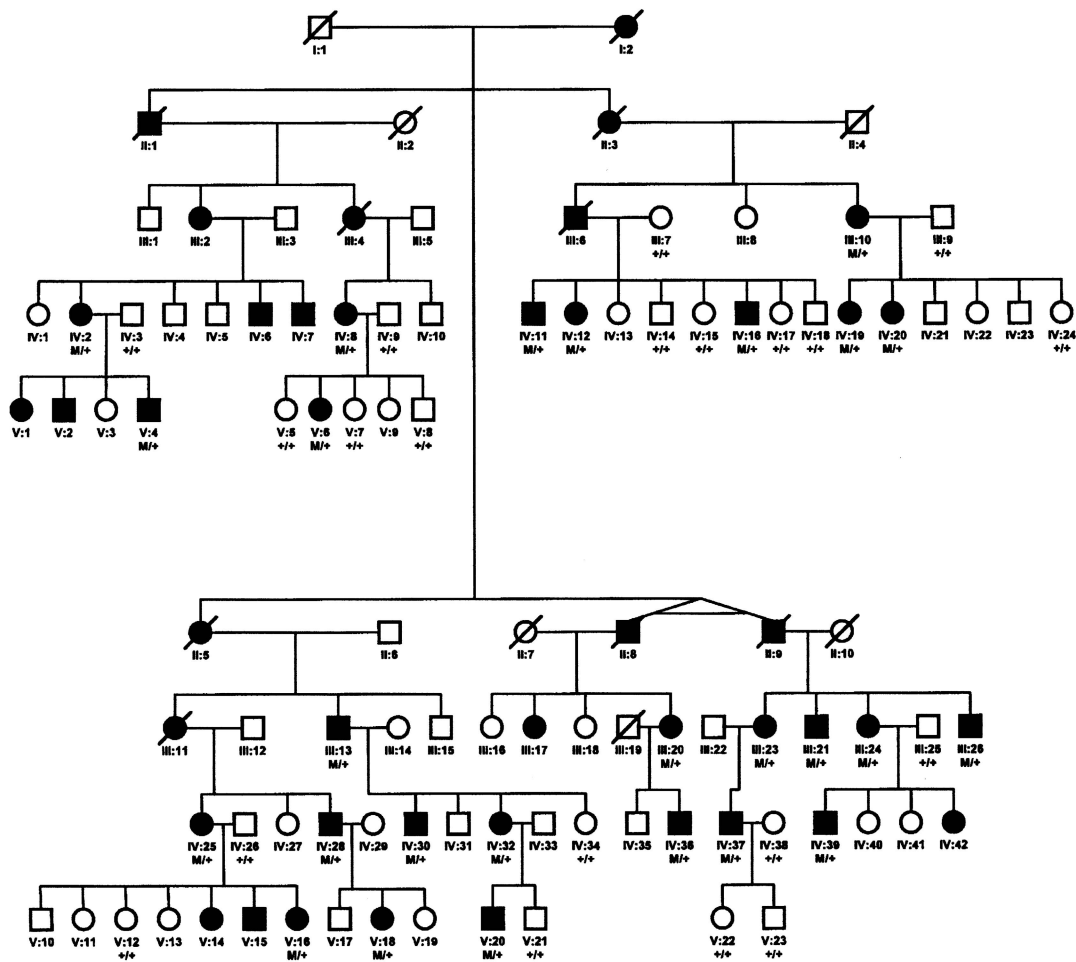 I:1 I:2
II:1 II:2 II:3 II:4
III:1 III:2 III:3 III:4 III:5 III:6 III:7 III:8 III:10 III:9
+/+ M/+ +/+
IV:1 IV:2 IV:3 IV:4 IV:5 IV:6 IV:7 IV:8 IV:9 IV:10 IV:11 IV:12 IV:13 IV:14 IV:15 IV:16 IV:17 IV:18 IV:19 IV:20 IV:21 IV:22 IV:23 IV:24
M/+ +/+ M/+ +/+ M/+ M/+ +/+ +/+ M/+ +/+ +/+ M/+ M/+ +/+
V:1 V:2 V:3 V:4 V:5 V:6 V:7 V:9 V:8
M/+ +/+ M/+ +/+ +/+
II:5 II:6 II:7 II:8 II:9 II:10
III:11 III:12 III:13 III:14 III:15 III:16 III:17 III:18 III:19 III:20 III:22 III:23 III:21 III:24 III:25 III:26
M/+ M/+ M/+ M/+ M/+ +/+ M/+
IV:25 IV:26 IV:27 IV:28 IV:29 IV:30 IV:31 IV:32 IV:33 IV:34 IV:35 IV:36 IV:37 IV:38 IV:39 IV:40 IV:41 IV:42
M/+ +/+ M/+ M/+ M/+ +/+ M/+ M/+ +/+ M/+
V:10 V:11 V:12 V:13 V:14 V:15 V:16 V:17 V:18 V:19 V:20 V:21 V:22 V:23
+/+ M/+ M/+ M/+ +/+ +/+ +/+